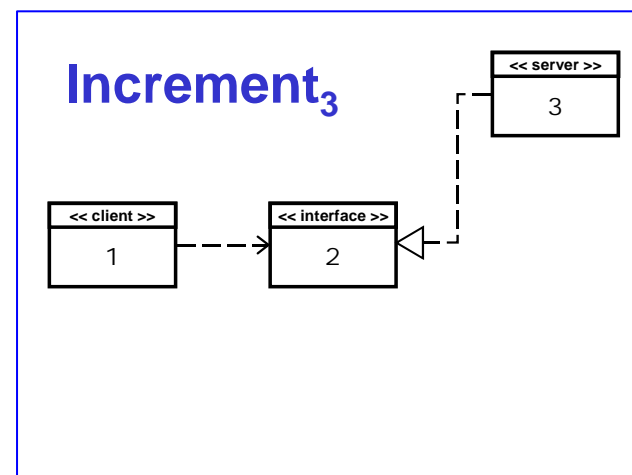 Increment₃
<< server >>
3
<< client >>
1
<< interface >>
2